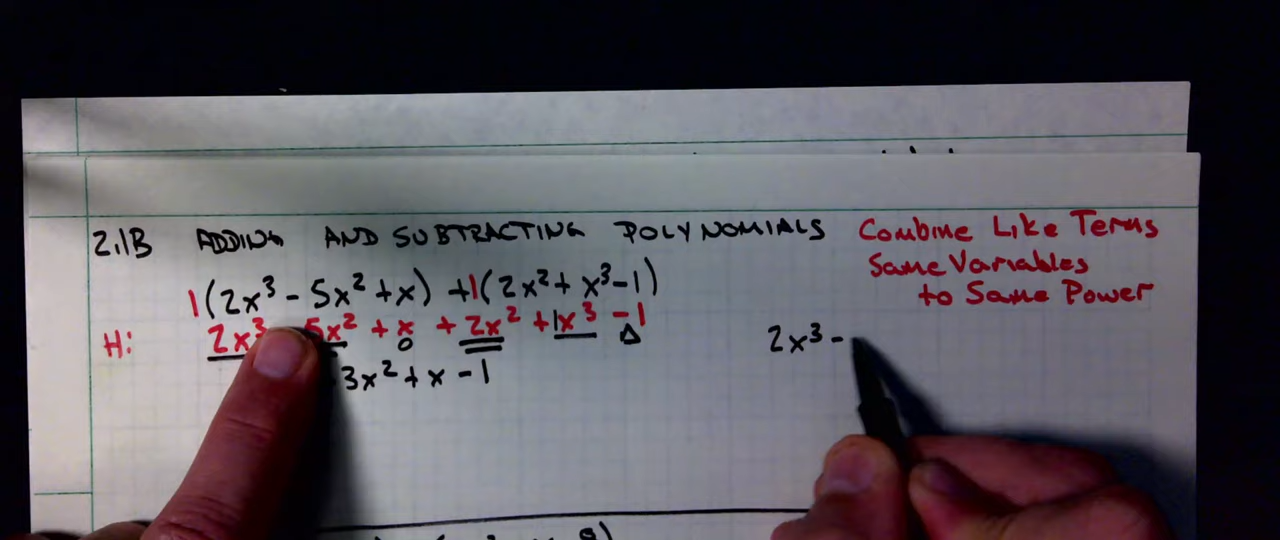 2.1B ADDING AND SUBTRACTING POLYNOMIALS
Combine Like Terms
Same Variables
to Same Power
1(2x³ - 5x² + x) + 1(2x² + x³ - 1)
H: 2x³ 5x² + x + 2x² + 1x³ - 1
3x² + x - 1
2x³ -